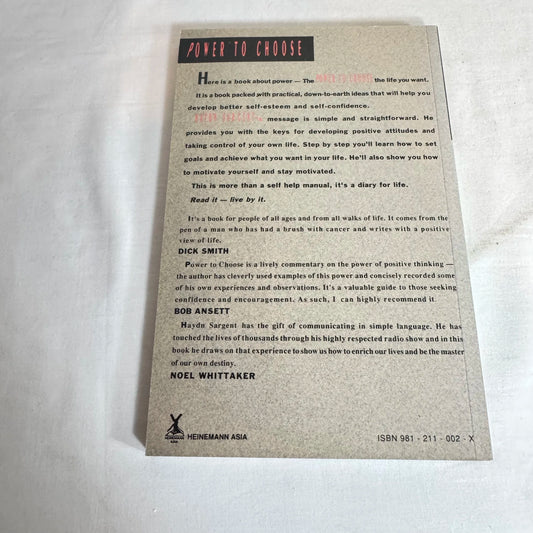 POWER TO CHOOSE
Here is a book about power — The POWER TO CHOOSE the life you want.
It is a book packed with practical, down-to-earth ideas that will help you
develop better self-esteem and self-confidence.
message is simple and straightforward. He
provides you with the keys for developing positive attitudes and
taking control of your own life. Step by step you'll learn how to set
goals and achieve what you want in your life. He'll also show you how
to motivate yourself and stay motivated.
This is more than a self help manual, it's a diary for life.
Read it — live by it.
It's a book for people of all ages and from all walks of life. It comes from the
pen of a man who has had a brush with cancer and writes with a positive
view of life.
DICK SMITH
Power to Choose is a lively commentary on the power of positive thinking —
the author has cleverly used examples of this power and concisely recorded some
of his own experiences and observations. It's a valuable guide to those seeking
confidence and encouragement. As such, I can highly recommend it
BOB ANSETT
Haydn Sargent has the gift of communicating in simple language. He has
touched the lives of thousands through his highly respected radio show and in this
book he draws on that experience to show us how to enrich our lives and be the master
of our own destiny.
NOEL WHITTAKER
HEINEMANN ASIA
ISBN 981 - 211 - 002 - X